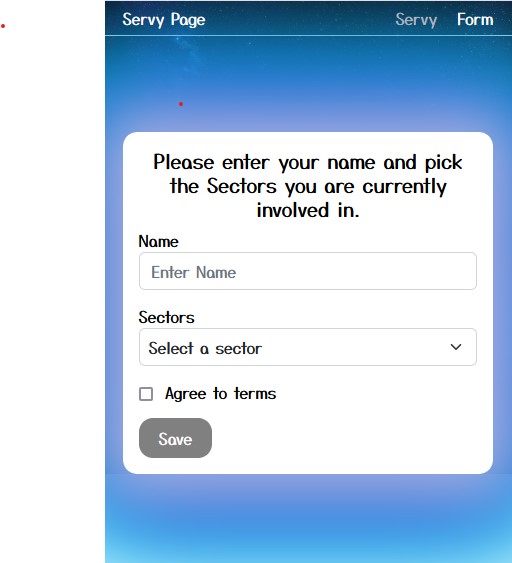 Servy Page
Servy
Form
Please enter your name and pick
the Sectors you are currently
involved in.
Name
Enter Name
Sectors
Select a sector
Agree to terms
Save